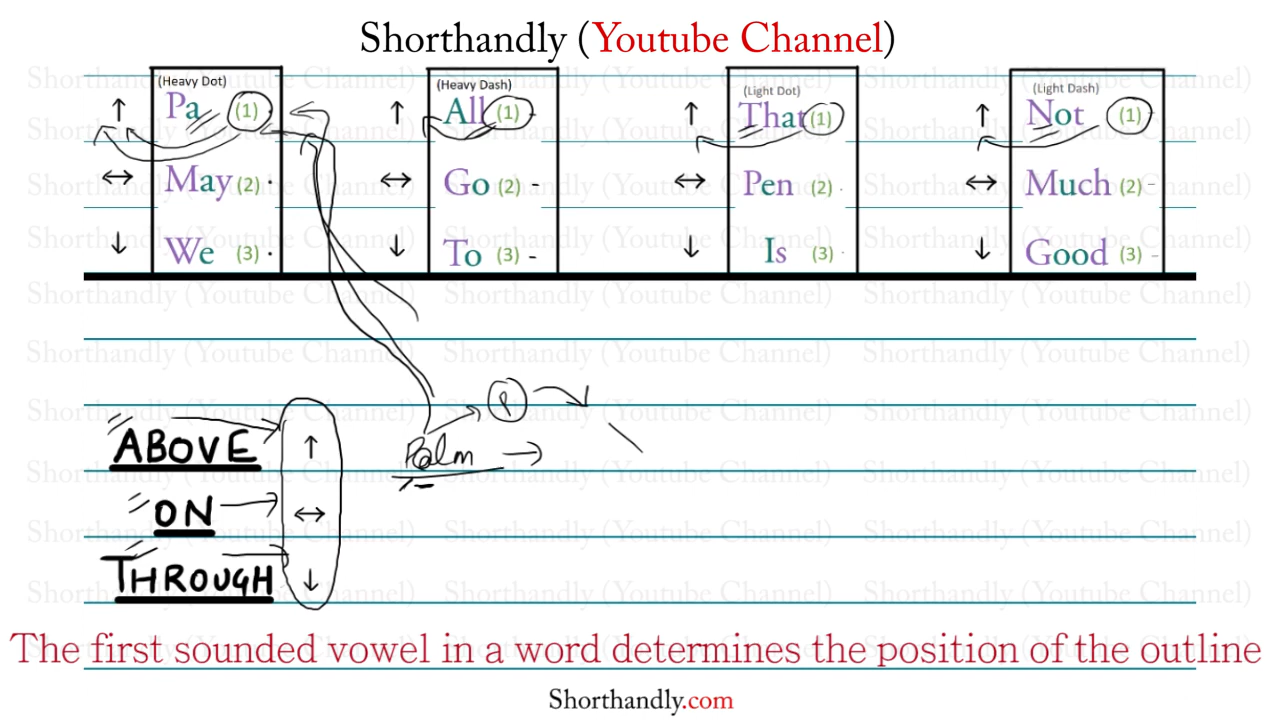 Shorthandly (Youtube Channel)
(Heavy Dot)
Pa (1)
May (2)
We (3)
(Heavy Dash)
All (1)
Go (2)
To (3)
(Light Dot)
That (1)
Pen (2)
Is (3)
(Light Dash)
Not (1)
Much (2)
Good (3)
ABOVE
ON
THROUGH
Palm
P
The first sounded vowel in a word determines the position of the outline
Shorthandly.com